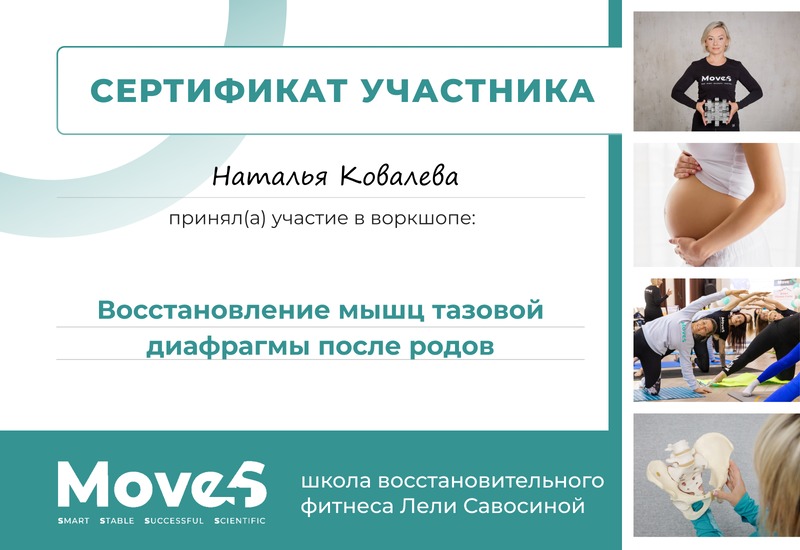 СЕРТИФИКАТ УЧАСТНИКА
Наталья Ковалева
принял(а) участие в воркшопе:
Восстановление мышц тазовой
диафрагмы после родов
MoveS
SMART STABLE SUCCESSFUL SCIENTIFIC
школа восстановительного
фитнеса Лели Савосиной
MoveS